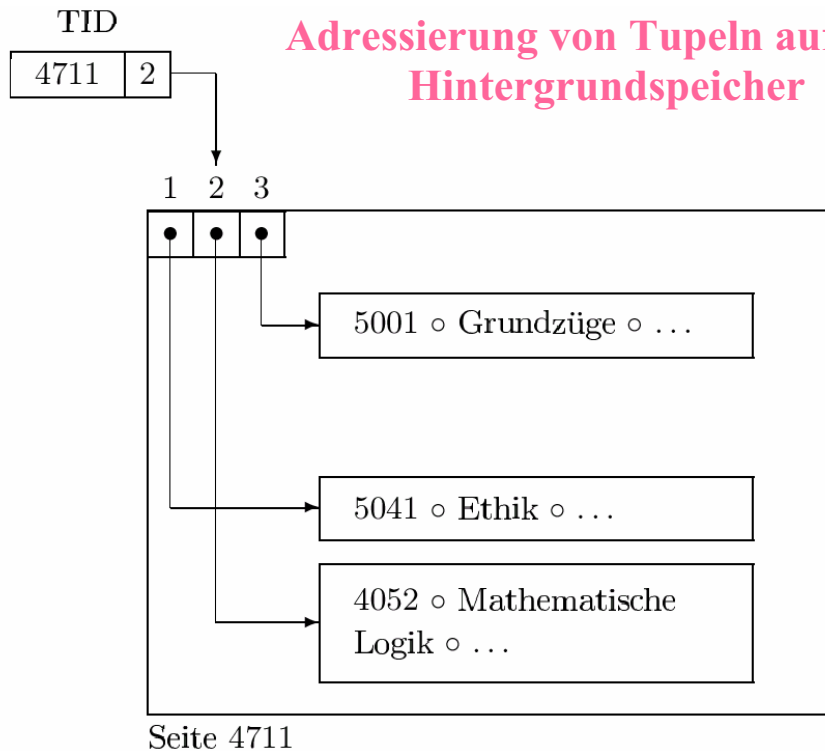 TID
Adressierung von Tupeln au
Hintergrundspeicher
4711 2
1 2 3
5001 ○ Grundzüge ○ ...
5041 ○ Ethik ○ ...
4052 ○ Mathematische
Logik ○ ...
Seite 4711